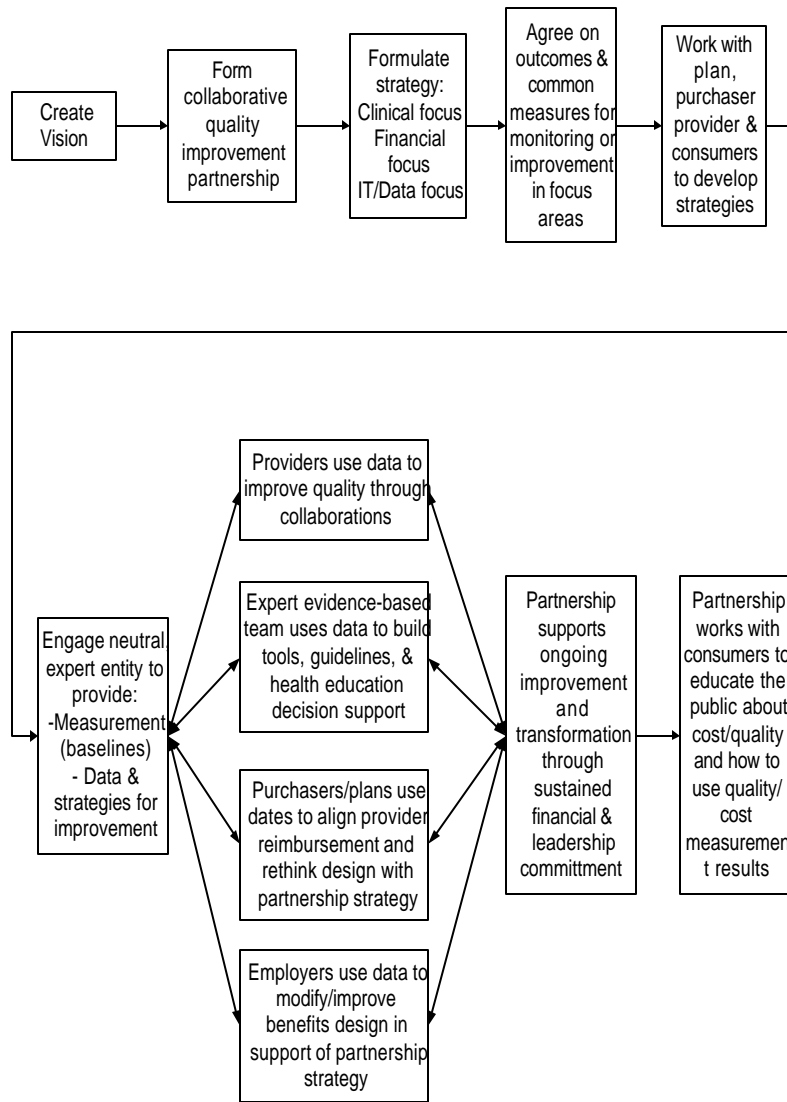 Create
Vision
Form
collaborative
quality
improvement
partnership
Formulate
strategy:
Clinical focus
Financial
focus
IT/Data focus
Agree on
outcomes &
common
measures for
monitoring or
improvement
in focus
areas
Work with
plan,
purchaser
provider &
consumers
to develop
strategies
Engage neutral,
expert entity to
provide:
-Measurement
(baselines)
- Data &
strategies for
improvement
Providers use data to
improve quality through
collaborations
Expert evidence-based
team uses data to build
tools, guidelines, &
health education
decision support
Purchasers/plans use
dates to align provider
reimbursement and
rethink design with
partnership strategy
Employers use data to
modify/improve
benefits design in
support of partnership
strategy
Partnership
supports
ongoing
improvement
and
transformation
through
sustained
financial &
leadership
committment
Partnership
works with
consumers to
educate the
public about
cost/quality
and how to
use quality/
cost
measuremen
t results